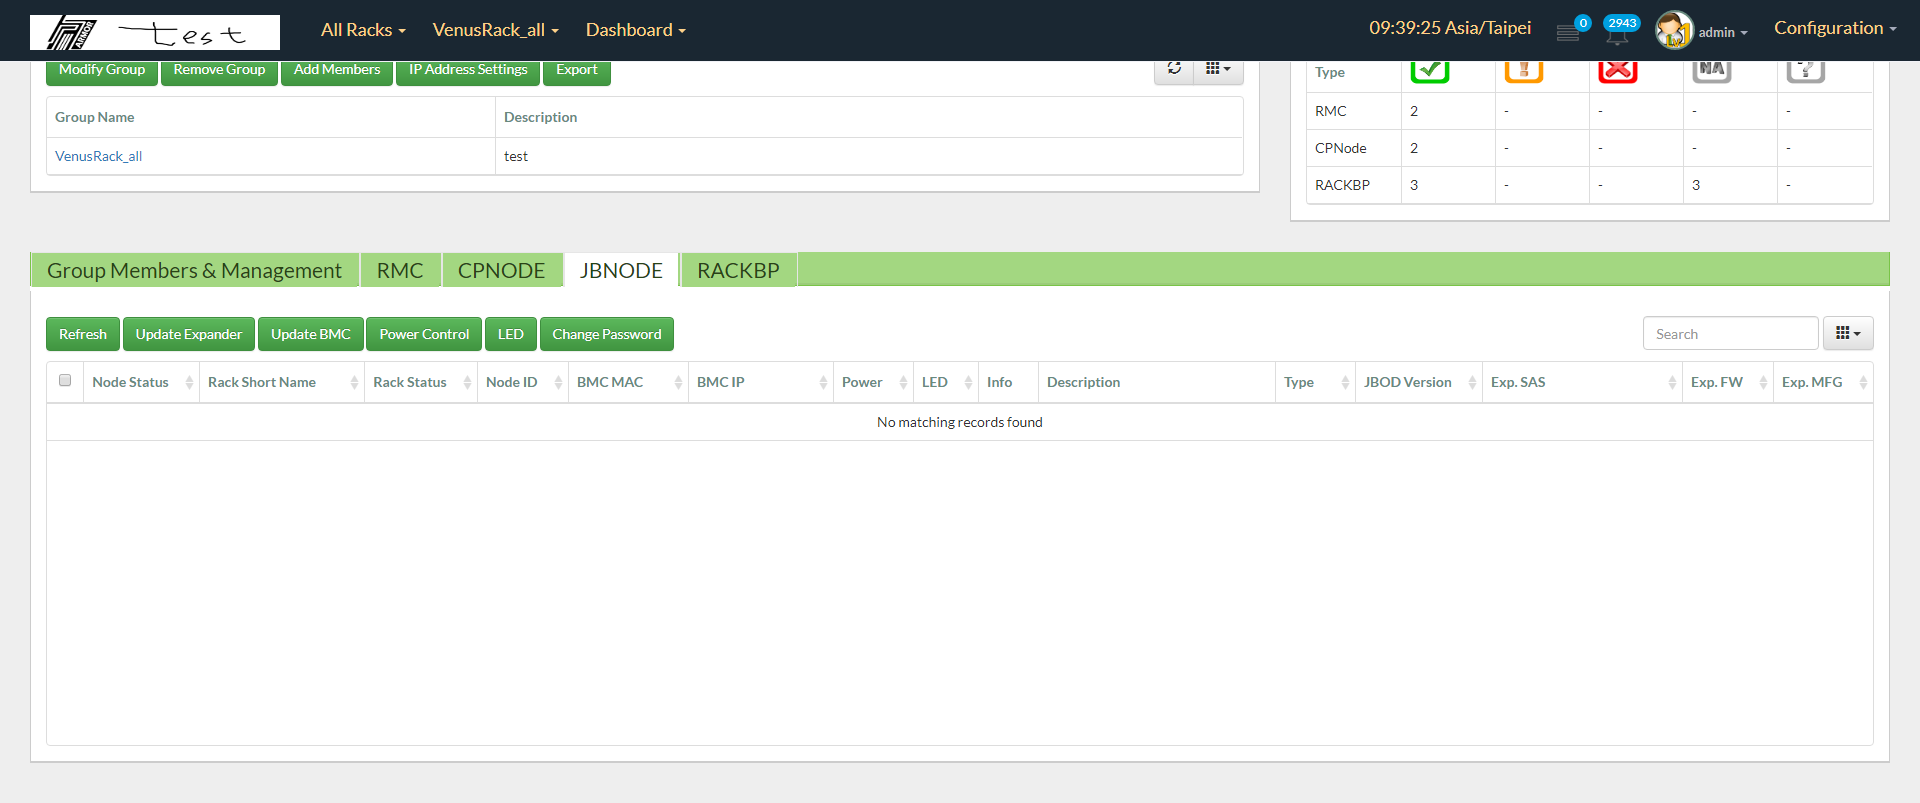 ARMOR test All Racks VenusRack_all Dashboard 09:39:25 Asia/Taipei 0 2943 admin Configuration
Modify Group Remove Group Add Members IP Address Settings Export
Group Name Description
VenusRack_all test
Type NA
RMC 2 - - - -
CPNode 2 - - - -
RACKBP 3 - - 3 -
Group Members & Management RMC CPNODE JBNODE RACKBP
Refresh Update Expander Update BMC Power Control LED Change Password Search
Node Status Rack Short Name Rack Status Node ID BMC MAC BMC IP Power LED Info Description Type JBOD Version Exp. SAS Exp. FW Exp. MFG
No matching records found